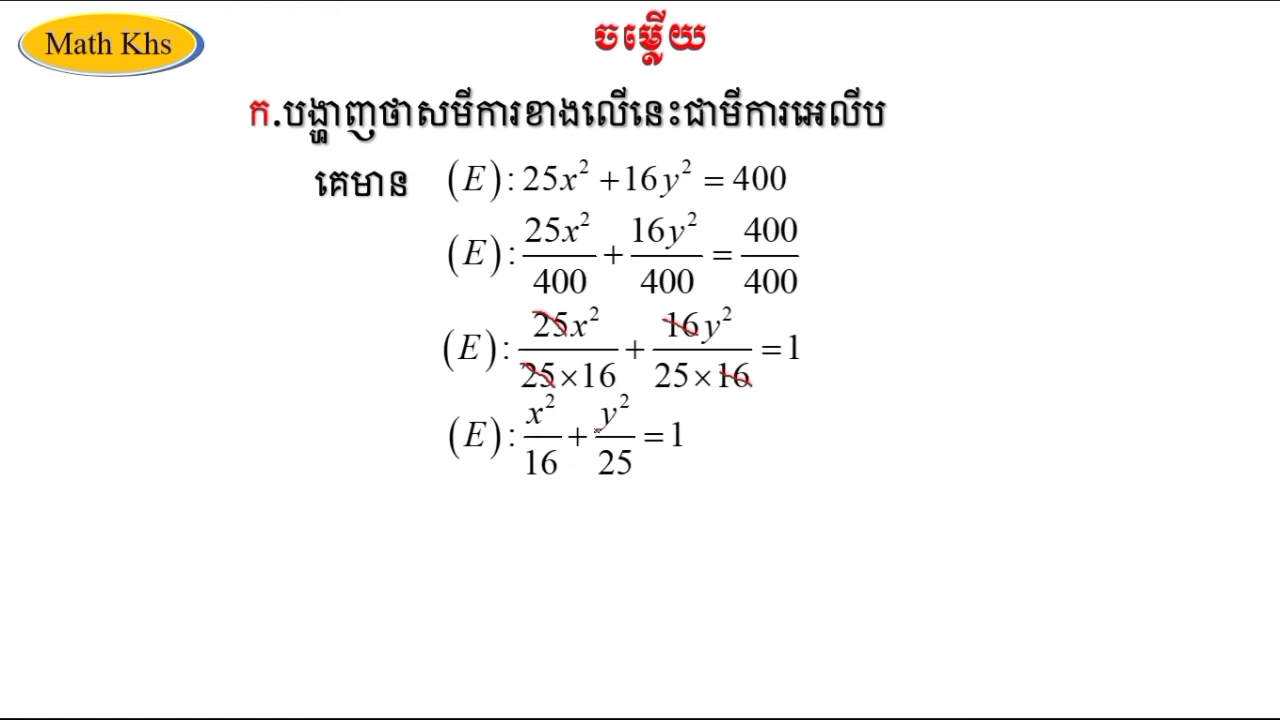 Math Khs
ចម្លើយ
ក.បង្ហាញថាសមីការខាងលើនេះជាមីការអេលីប
គេមាន (E): 25x² + 16y² = 400
(E): 25x²/400 + 16y²/400 = 400/400
(E): 25x²/25×16 + 16y²/25×16 = 1
(E): x²/16 + y²/25 = 1